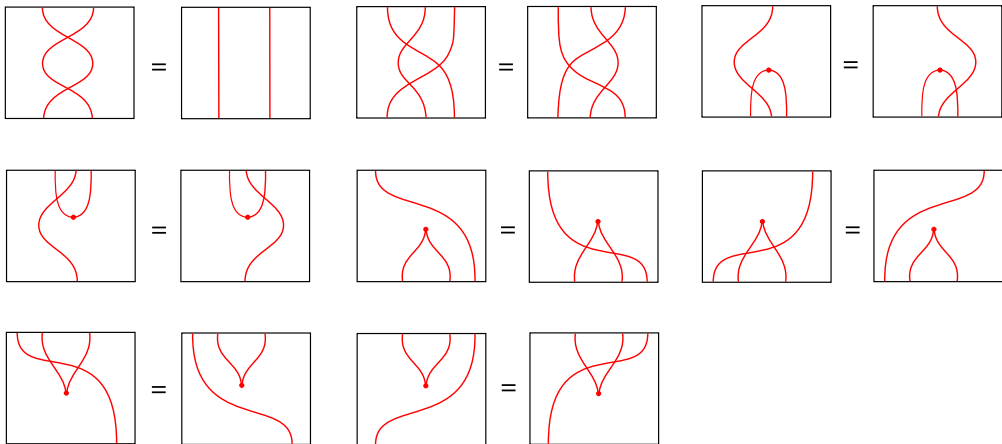 = = =
= = =
= =